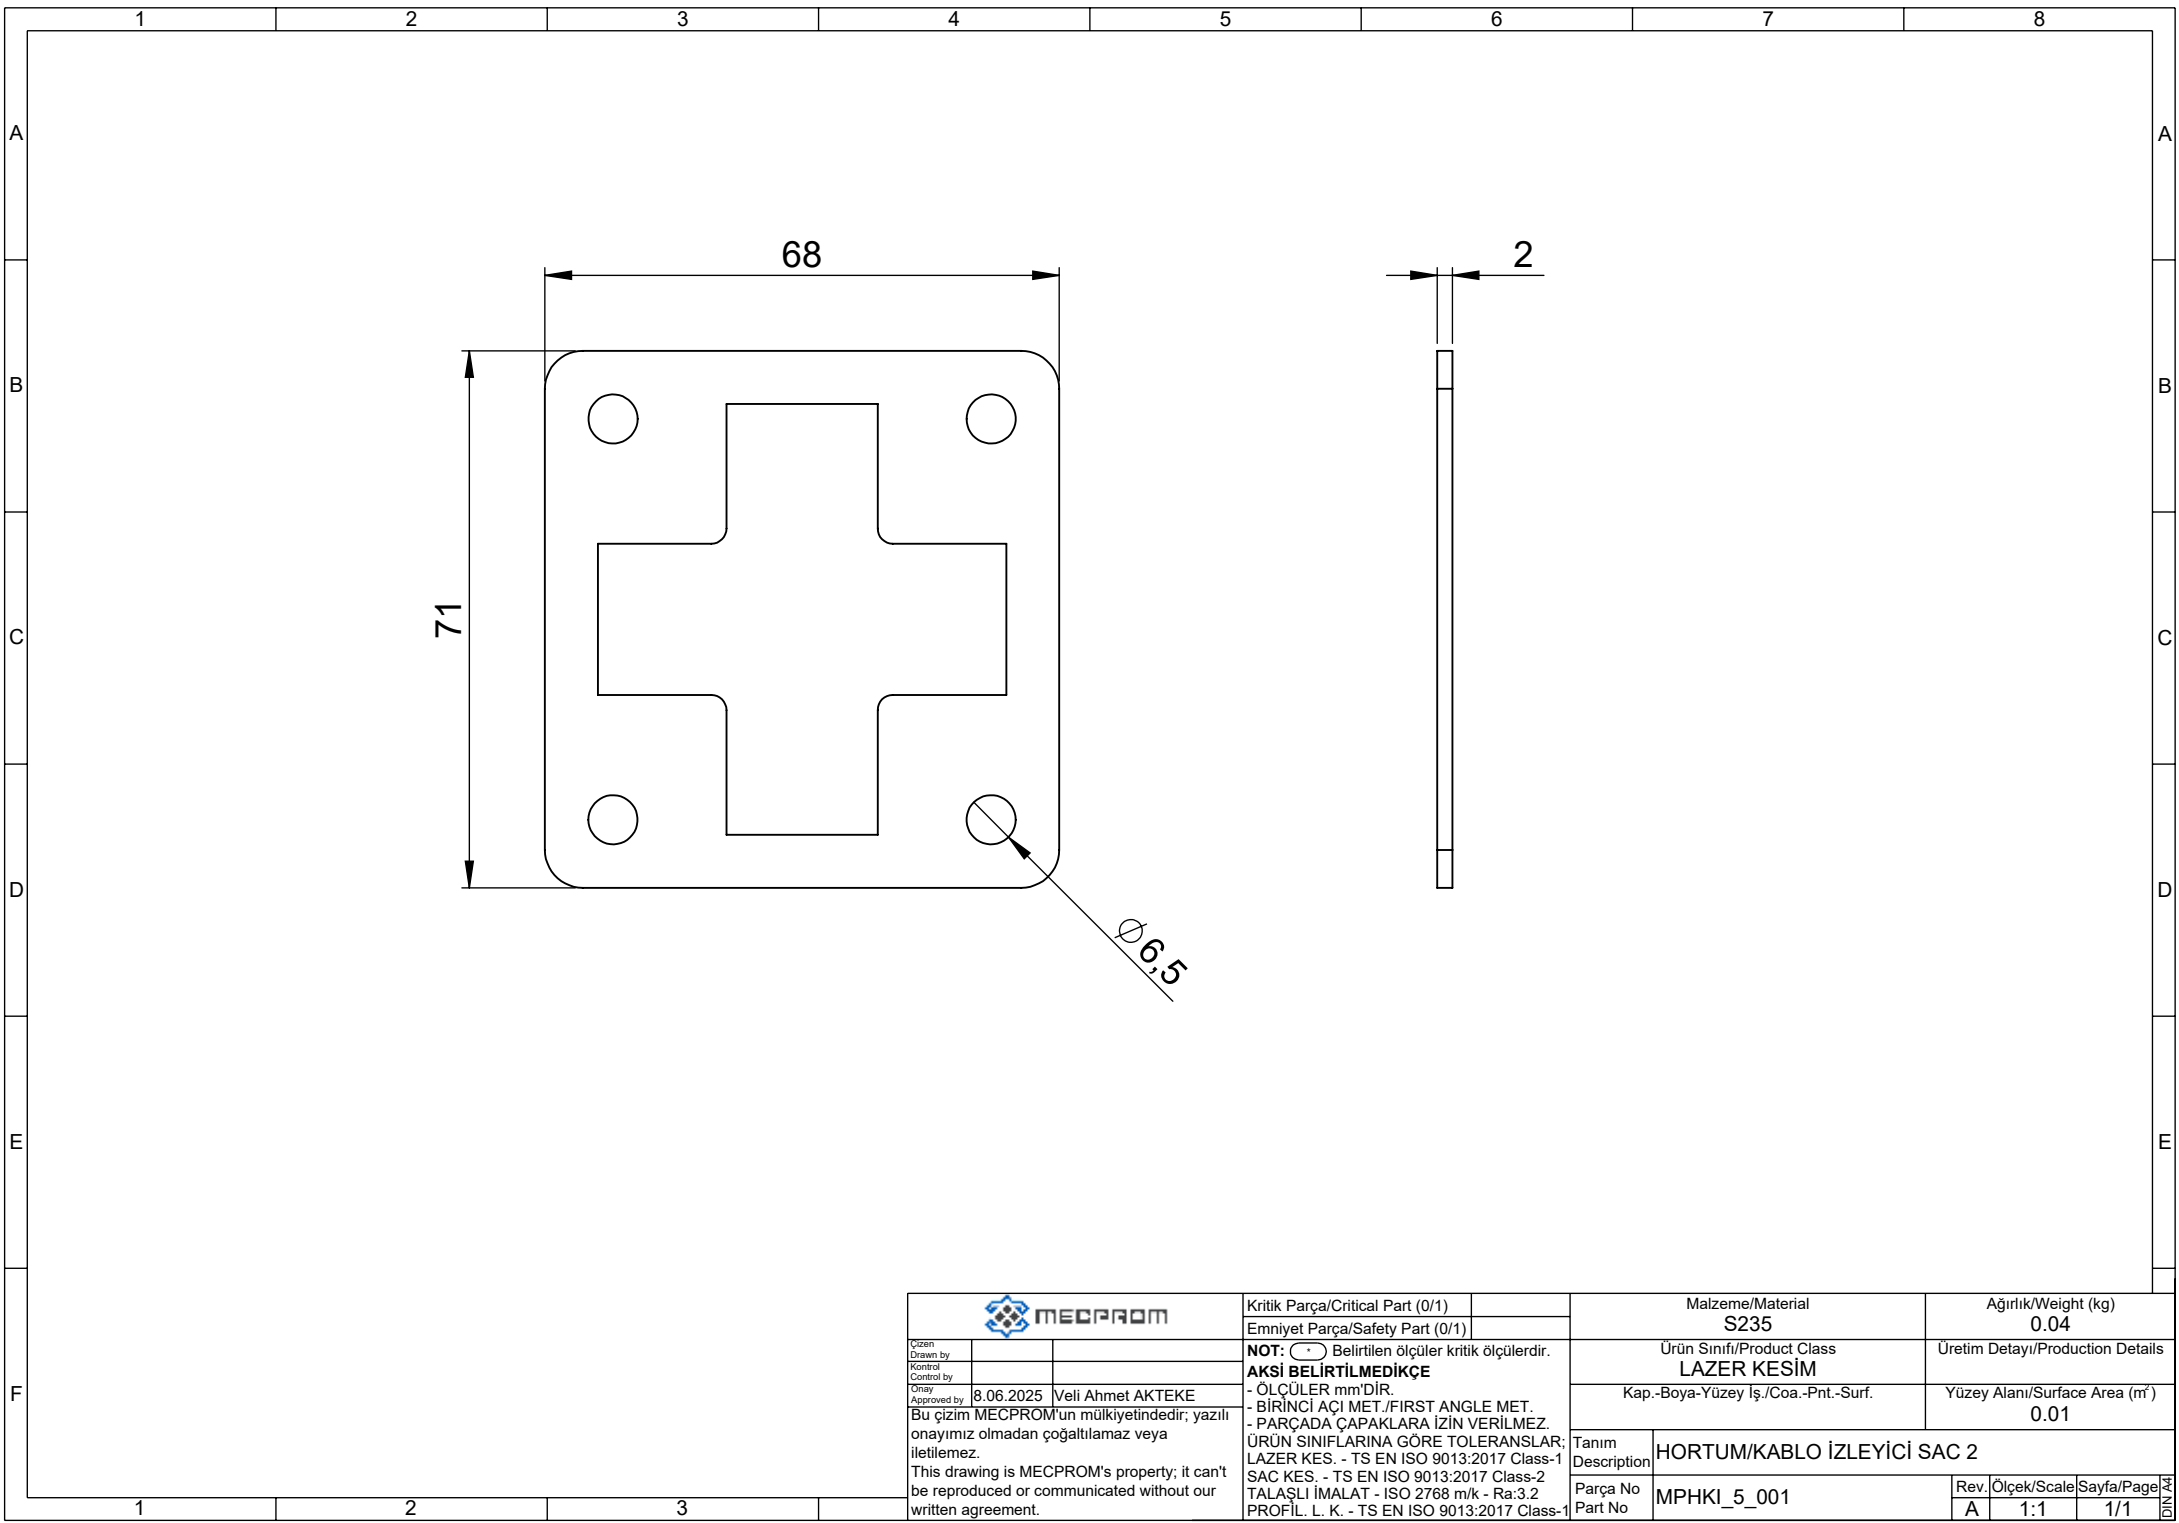 1 2 3 4 5 6 7 8
A A
B B
C C
D D
E E
F
68
2
71
∅6,5
MECPROM
Çizen
Drawn by
Kontrol
Control by
Onay
Approved by
8.06.2025
Veli Ahmet AKTEKE
Bu çizim MECPROM'un mülkiyetindedir; yazılı
onayımız olmadan çoğaltılamaz veya
iletilemez.
This drawing is MECPROM's property; it can't
be reproduced or communicated without our
written agreement.
Kritik Parça/Critical Part (0/1)
Emniyet Parça/Safety Part (0/1)
NOT: * Belirtilen ölçüler kritik ölçülerdir.
AKSİ BELİRTİLMEDİKÇE
- ÖLÇÜLER mm'DİR.
- BİRİNCİ AÇI MET./FIRST ANGLE MET.
- PARÇADA ÇAPAKLARA İZİN VERİLMEZ.
ÜRÜN SINIFLARINA GÖRE TOLERANSLAR;
LAZER KES. - TS EN ISO 9013:2017 Class-1
SAC KES. - TS EN ISO 9013:2017 Class-2
TALAŞLI İMALAT - ISO 2768 m/k - Ra:3.2
PROFİL. L. K. - TS EN ISO 9013:2017 Class-1
Malzeme/Material
S235
Ağırlık/Weight (kg)
0.04
Ürün Sınıfı/Product Class
LAZER KESİM
Üretim Detayı/Production Details
Kap.-Boya-Yüzey İş./Coa.-Pnt.-Surf.
Yüzey Alanı/Surface Area (m²)
0.01
Tanım
Description
HORTUM/KABLO İZLEYİCİ SAC 2
Parça No
Part No
MPHKI_5_001
Rev. Ölçek/Scale Sayfa/Page
A 1:1 1/1
DIN A4
1 2 3